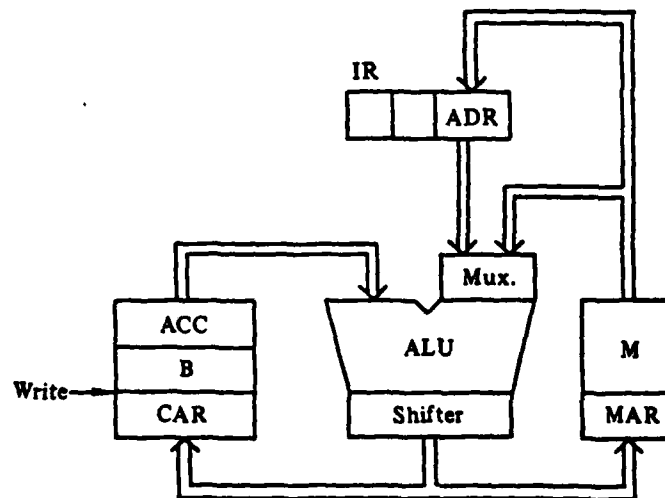 IR
ADR
Mux.
ACC
ALU
M
B
Write
CAR
Shifter
MAR